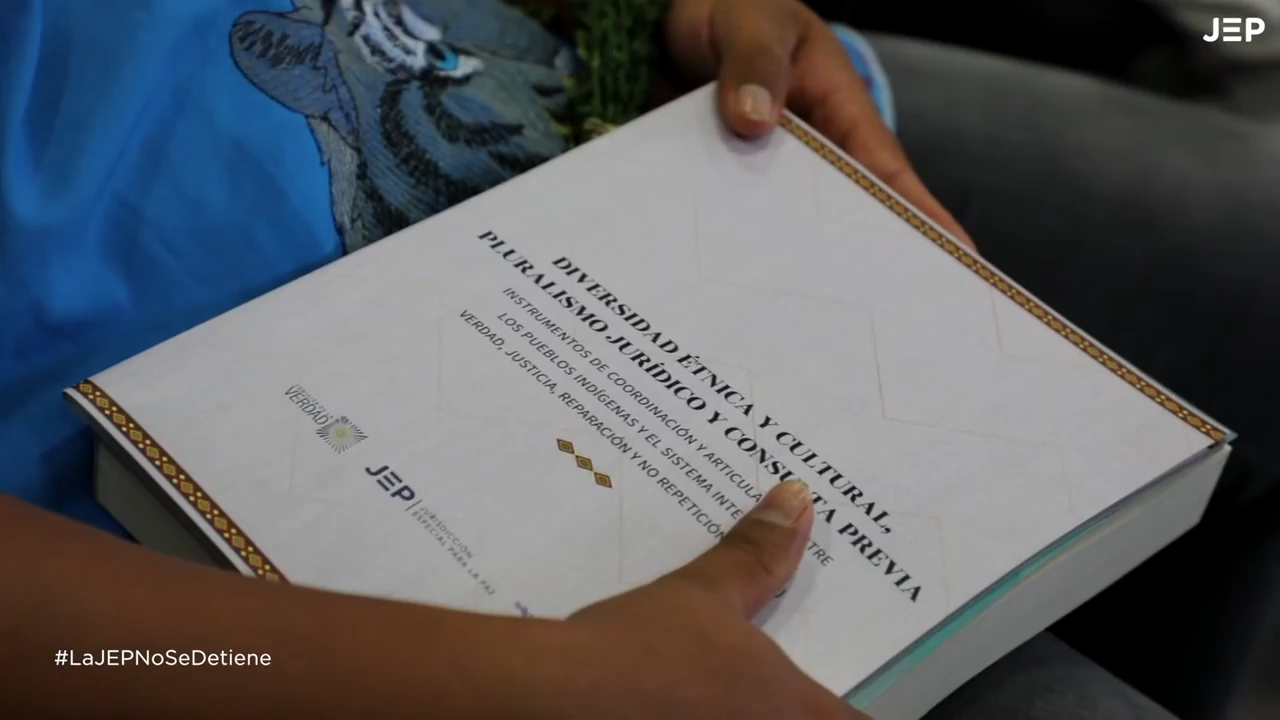 JEP
DIVERSIDAD ÉTNICA Y CULTURAL,
PLURALISMO JURÍDICO Y CONSULTA PREVIA
INSTRUMENTOS DE COORDINACIÓN Y ARTICULA TRE
LOS PUEBLOS INDÍGENAS Y EL SISTEMA INTE
VERDAD, JUSTICIA, REPARACIÓN Y NO REPETICIÓN
VERDAD
JEP | JURISDICCIÓN
ESPECIAL PARA LA PAZ
#LaJEPNoSeDetiene